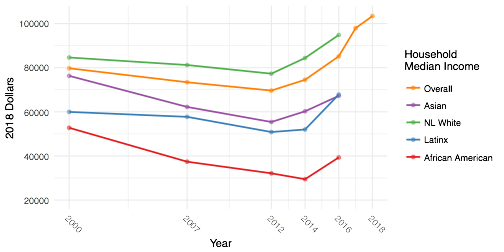 100000
80000
60000
40000
20000
2018 Dollars
2000
2007
2012
2014
2016
2018
Year
Household
Median Income
Overall
Asian
NL White
Latinx
African American